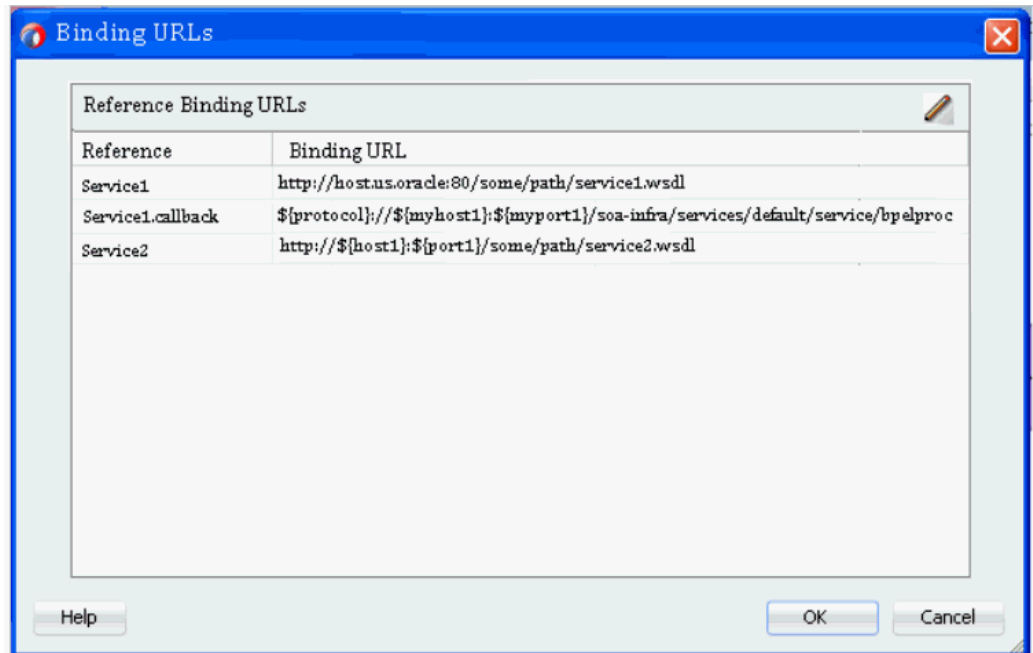 Binding URLs
Reference Binding URLs
Reference Binding URL
Service1 http://host.us.oracle:80/some/path/service1.wsdl
Service1.callback ${protocol}://${myhost1}:${myport1}/soa-infra/services/default/service/bpelproc
Service2 http://${host1}:${port1}/some/path/service2.wsdl
Help OK Cancel